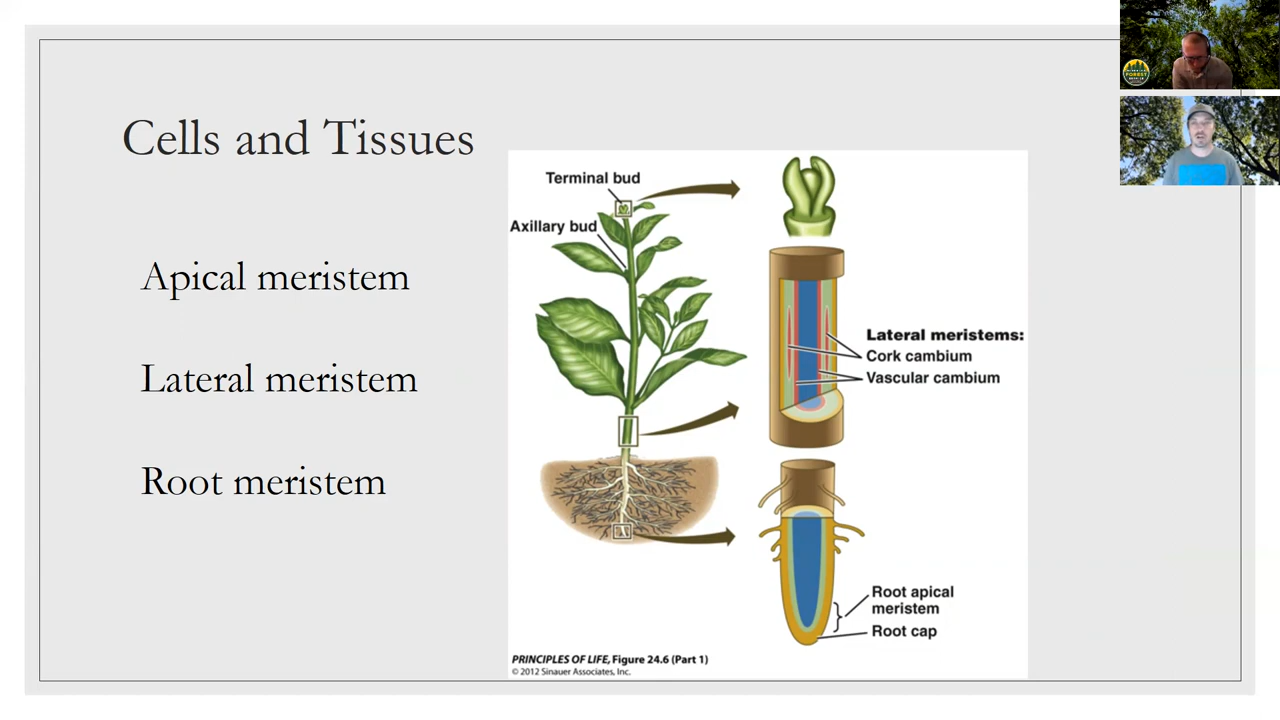 Cells and Tissues
Apical meristem
Lateral meristem
Root meristem
Terminal bud
Axillary bud
Lateral meristems:
Cork cambium
Vascular cambium
Root apical
meristem
Root cap
PRINCIPLES OF LIFE, Figure 24.6 (Part 1)
© 2012 Sinauer Associates, Inc.
FOREST